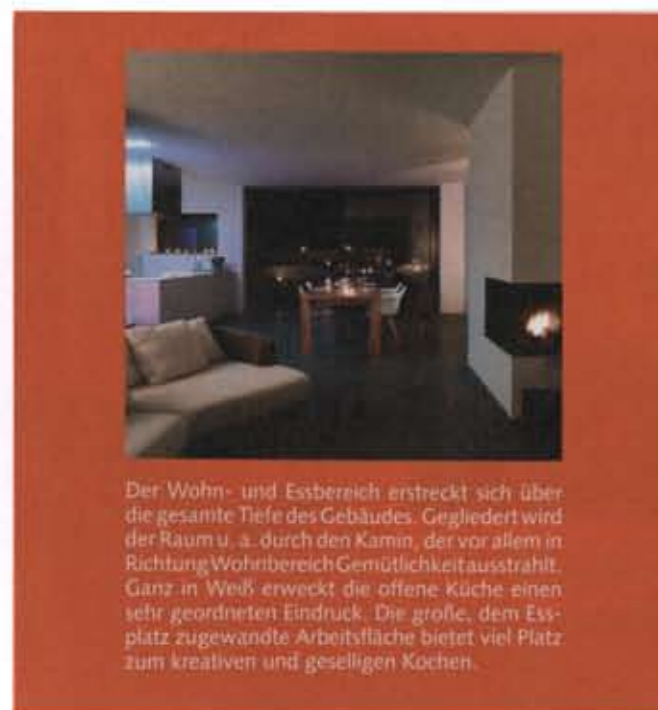 Der Wohn- und Essbereich erstreckt sich über
die gesamte Tiefe des Gebäudes. Gegliedert wird
der Raum u. a. durch den Kamin, der vor allem in
Richtung Wohnbereich Gemütlichkeit ausstrahlt.
Ganz in Weiß erweckt die offene Küche einen
sehr geordneten Eindruck. Die große, dem Ess-
platz zugewandte Arbeitsfläche bietet viel Platz
zum kreativen und geselligen Kochen.